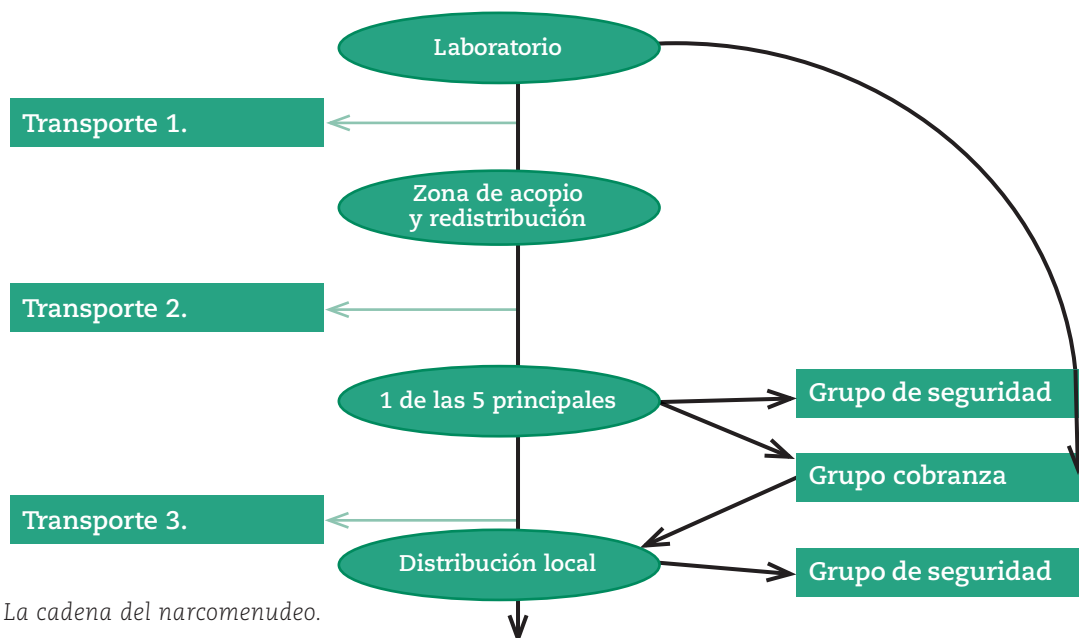 Laboratorio
Transporte 1.
Zona de acopio
y redistribución
Transporte 2.
1 de las 5 principales
Grupo de seguridad
Grupo cobranza
Transporte 3.
Distribución local
Grupo de seguridad
La cadena del narcomenudeo.